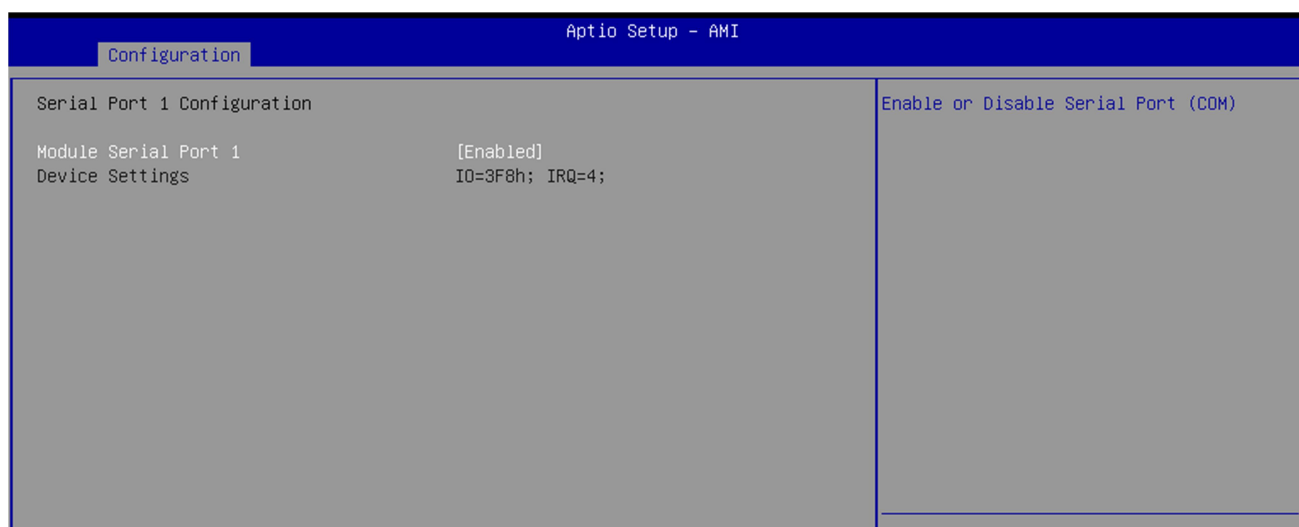 Aptio Setup – AMI
Configuration
Serial Port 1 Configuration
Enable or Disable Serial Port (COM)
Module Serial Port 1 [Enabled]
Device Settings IO=3F8h; IRQ=4;